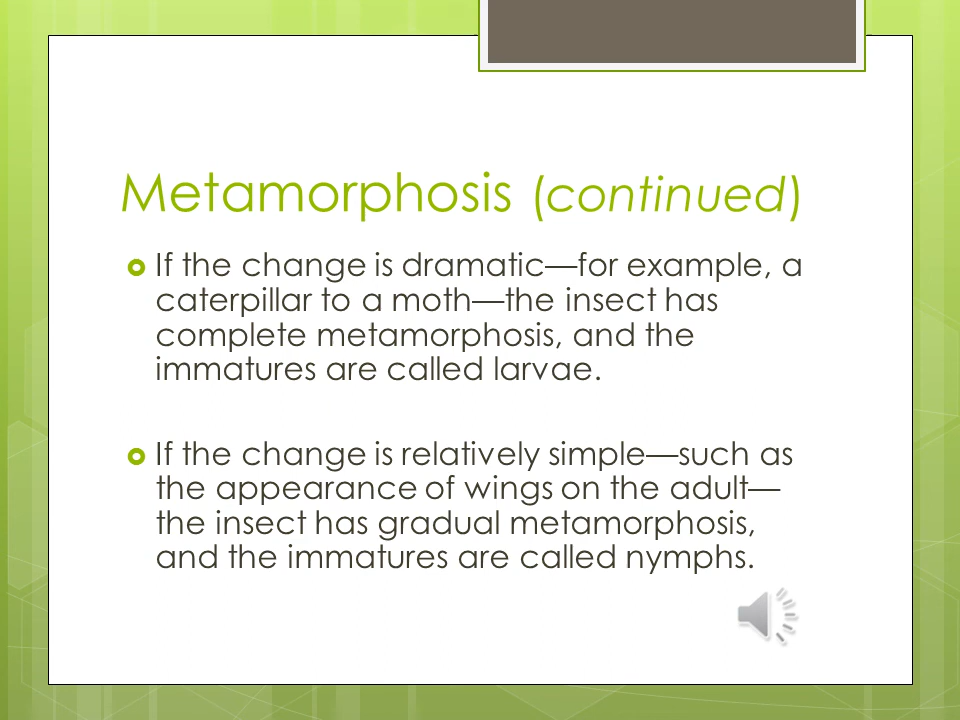 Metamorphosis (continued)
If the change is dramatic—for example, a
caterpillar to a moth—the insect has
complete metamorphosis, and the
immatures are called larvae.
If the change is relatively simple—such as
the appearance of wings on the adult—
the insect has gradual metamorphosis,
and the immatures are called nymphs.